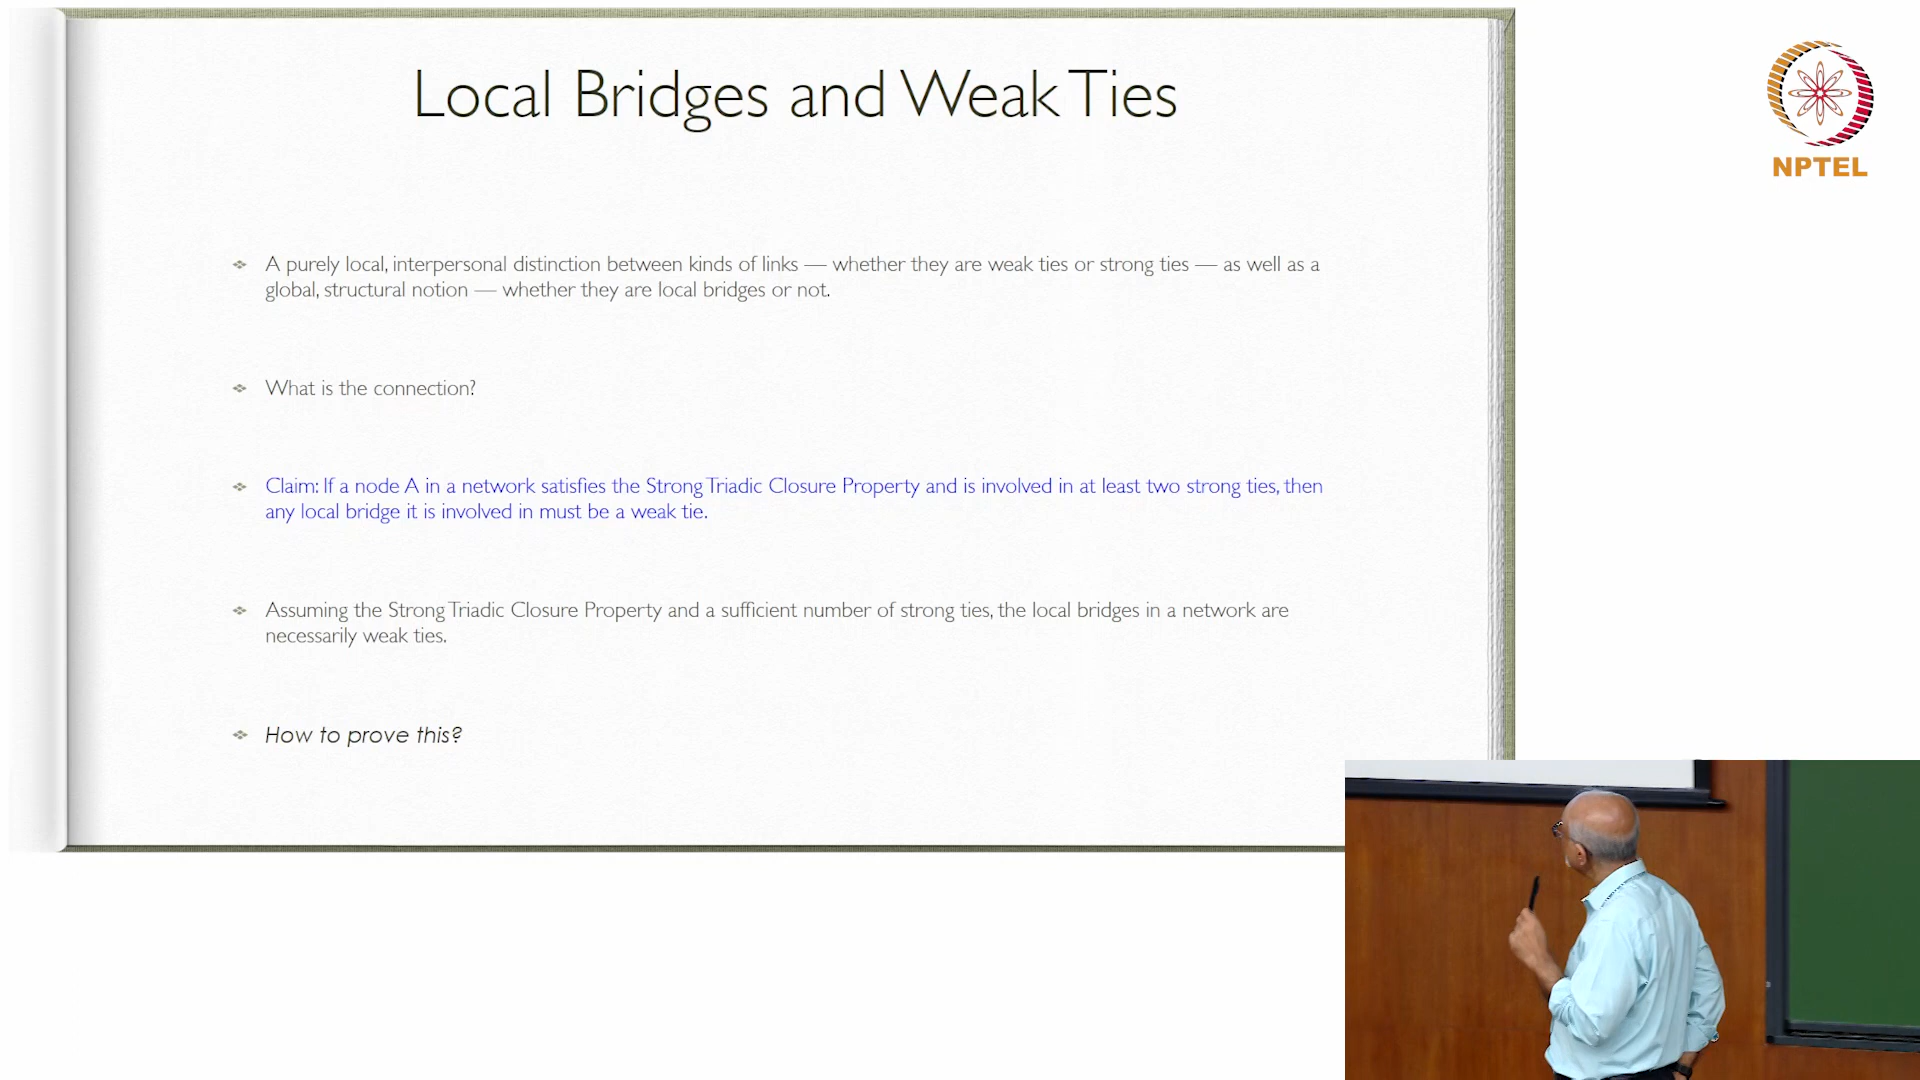 Local Bridges and Weak Ties
NPTEL
A purely local, interpersonal distinction between kinds of links — whether they are weak ties or strong ties — as well as a
global, structural notion — whether they are local bridges or not.
What is the connection?
Claim: If a node A in a network satisfies the Strong Triadic Closure Property and is involved in at least two strong ties, then
any local bridge it is involved in must be a weak tie.
Assuming the Strong Triadic Closure Property and a sufficient number of strong ties, the local bridges in a network are
necessarily weak ties.
How to prove this?